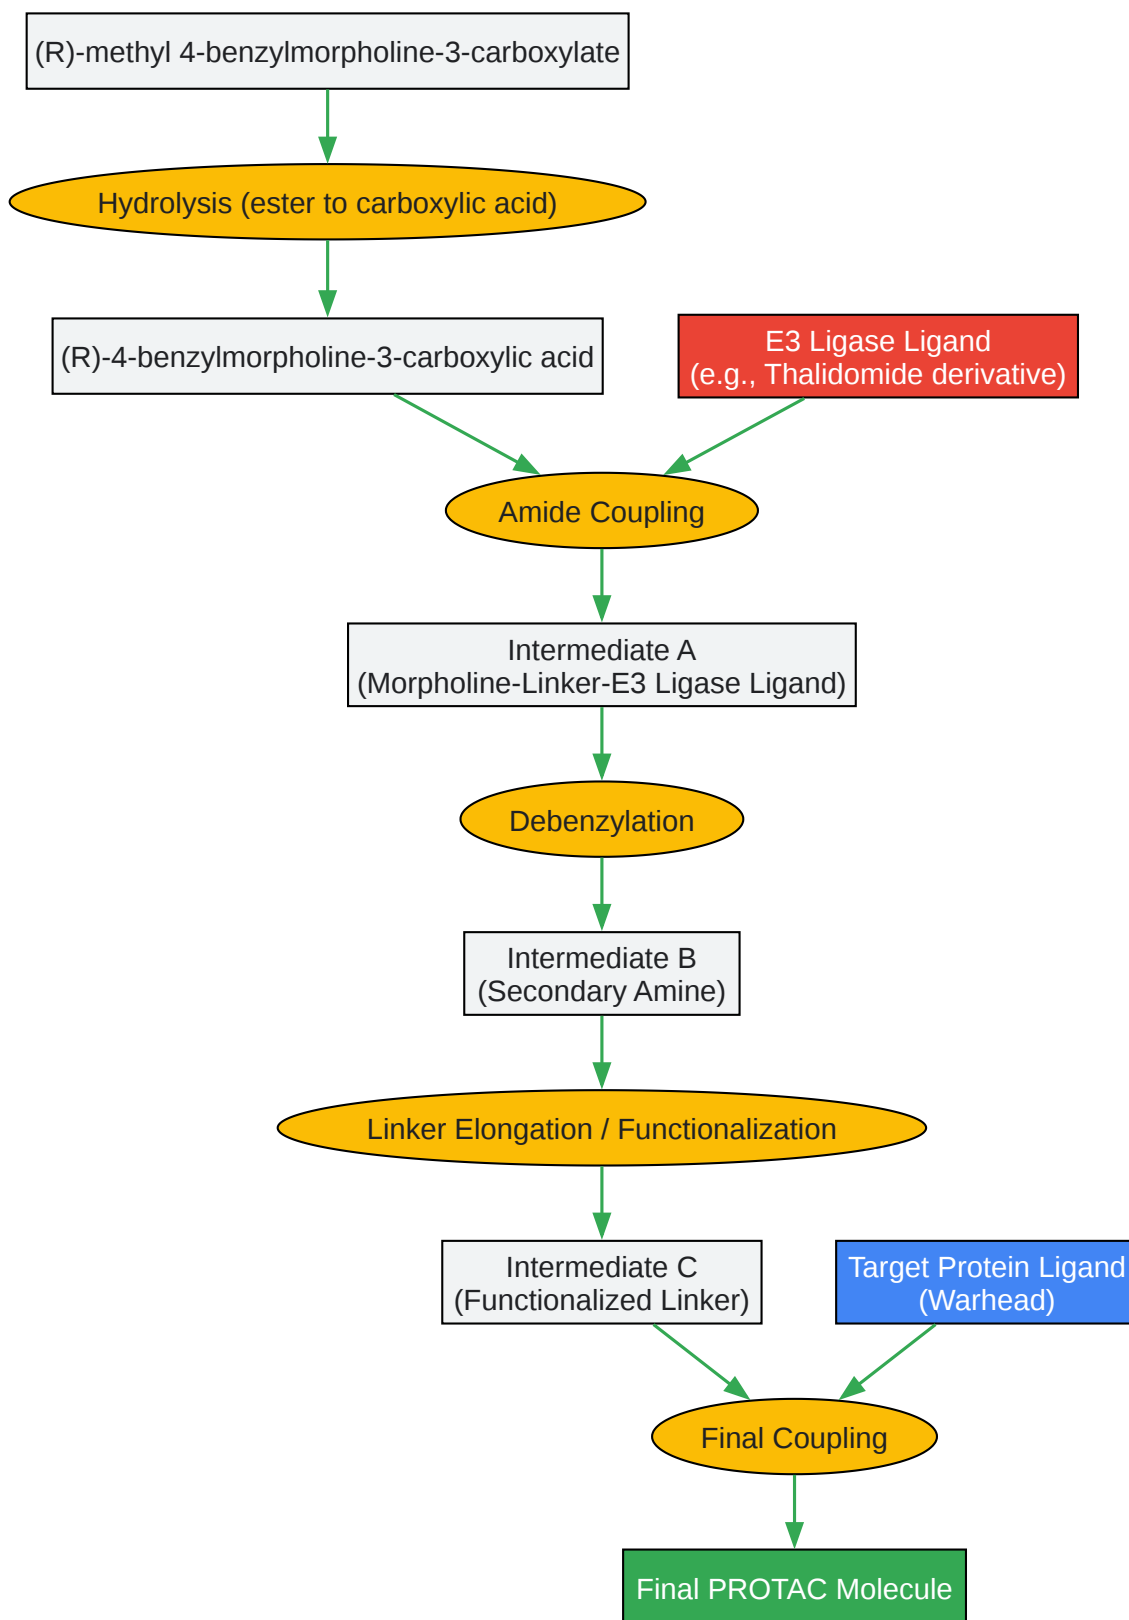 (R)-methyl 4-benzylmorpholine-3-carboxylate
Hydrolysis (ester to carboxylic acid)
(R)-4-benzylmorpholine-3-carboxylic acid
E3 Ligase Ligand
(e.g., Thalidomide derivative)
Amide Coupling
Intermediate A
(Morpholine-Linker-E3 Ligase Ligand)
Debenzylation
Intermediate B
(Secondary Amine)
Linker Elongation / Functionalization
Intermediate C
(Functionalized Linker)
Target Protein Ligand
(Warhead)
Final Coupling
Final PROTAC Molecule